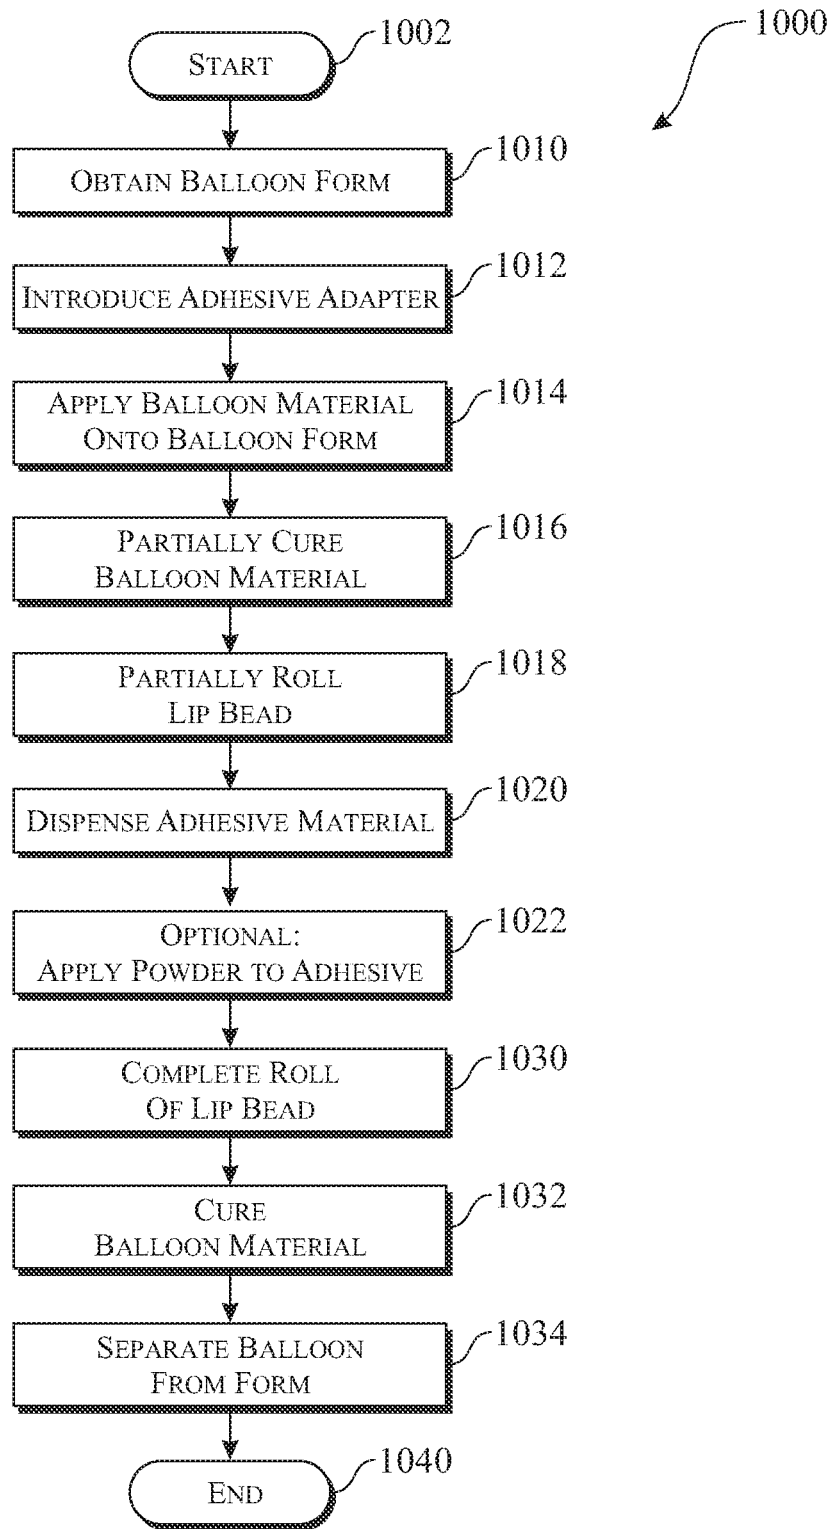 1000
START
1002
OBTAIN BALLOON FORM
1010
INTRODUCE ADHESIVE ADAPTER
1012
APPLY BALLOON MATERIAL
ONTO BALLOON FORM
1014
PARTIALLY CURE
BALLOON MATERIAL
1016
PARTIALLY ROLL
LIP BEAD
1018
DISPENSE ADHESIVE MATERIAL
1020
OPTIONAL:
APPLY POWDER TO ADHESIVE
1022
COMPLETE ROLL
OF LIP BEAD
1030
CURE
BALLOON MATERIAL
1032
SEPARATE BALLOON
FROM FORM
1034
END
1040